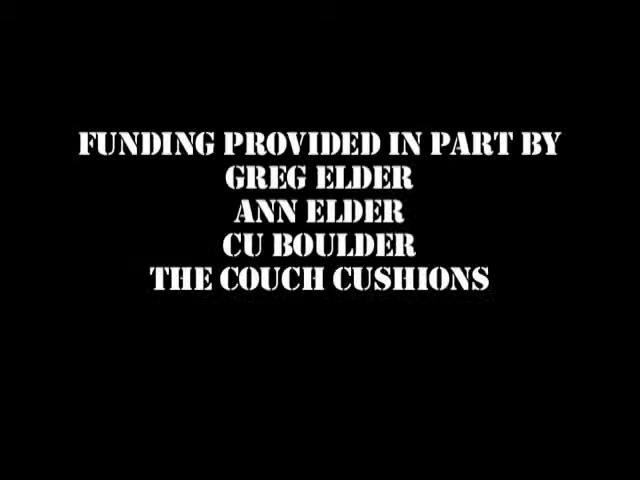 FUNDING PROVIDED IN PART BY
GREG ELDER
ANN ELDER
CU BOULDER
THE COUCH CUSHIONS